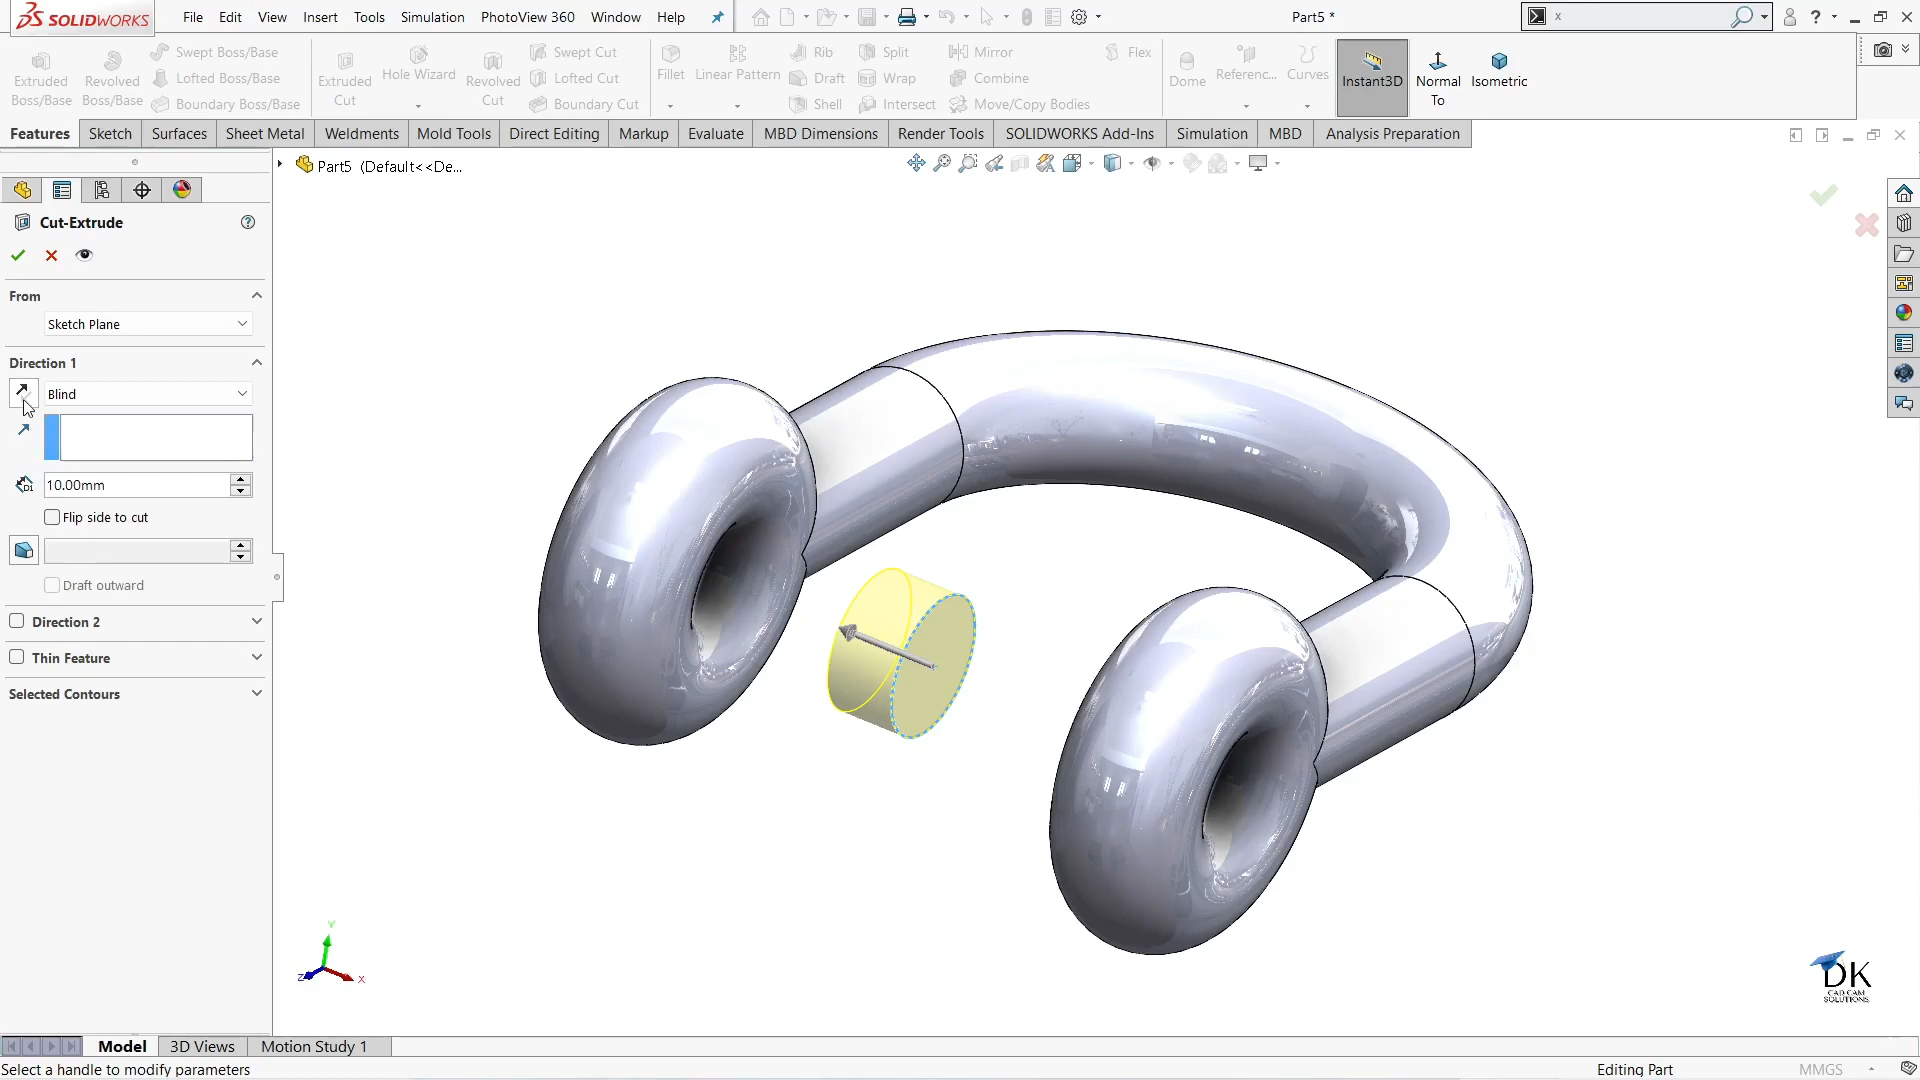 SOLIDWORKS File Edit View Insert Tools Simulation PhotoView 360 Window Help Part5 * x ?
Extruded Boss/Base
Revolved Boss/Base
Swept Boss/Base
Lofted Boss/Base
Boundary Boss/Base
Extruded Cut
Hole Wizard
Revolved Cut
Swept Cut
Lofted Cut
Boundary Cut
Fillet
Linear Pattern
Rib
Draft
Shell
Split
Wrap
Intersect
Mirror
Combine
Move/Copy Bodies
Flex
Dome
Referenc...
Curves
Instant3D
Normal To
Isometric
Features Sketch Surfaces Sheet Metal Weldments Mold Tools Direct Editing Markup Evaluate MBD Dimensions Render Tools SOLIDWORKS Add-Ins Simulation MBD Analysis Preparation
Part5 (Default<<De...
Cut-Extrude
From
Sketch Plane
Direction 1
Blind
D1
10.00mm
Flip side to cut
Draft outward
Direction 2
Thin Feature
Selected Contours
Y
Z
X
DK
CAD CAM
SOLUTIONS
Model 3D Views Motion Study 1
Select a handle to modify parameters Editing Part MMGS